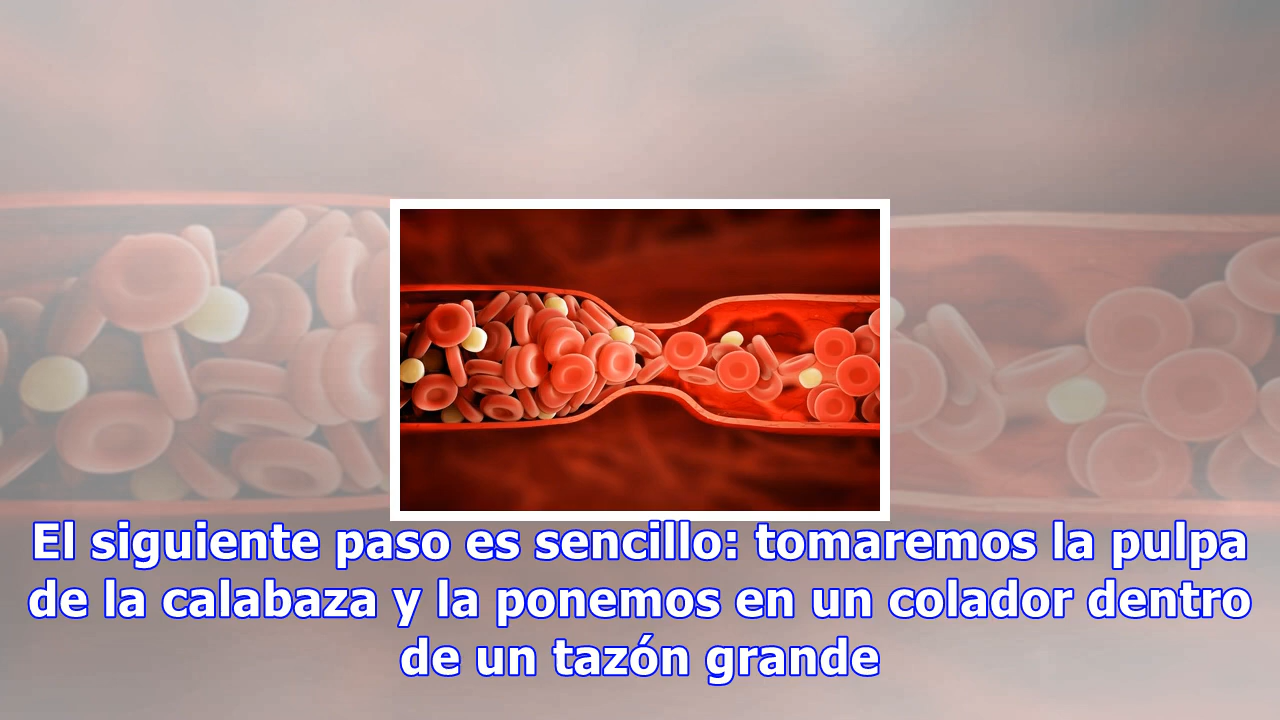 El siguiente paso es sencillo: tomaremos la pulpa
de la calabaza y la ponemos en un colador dentro
de un tazón grande